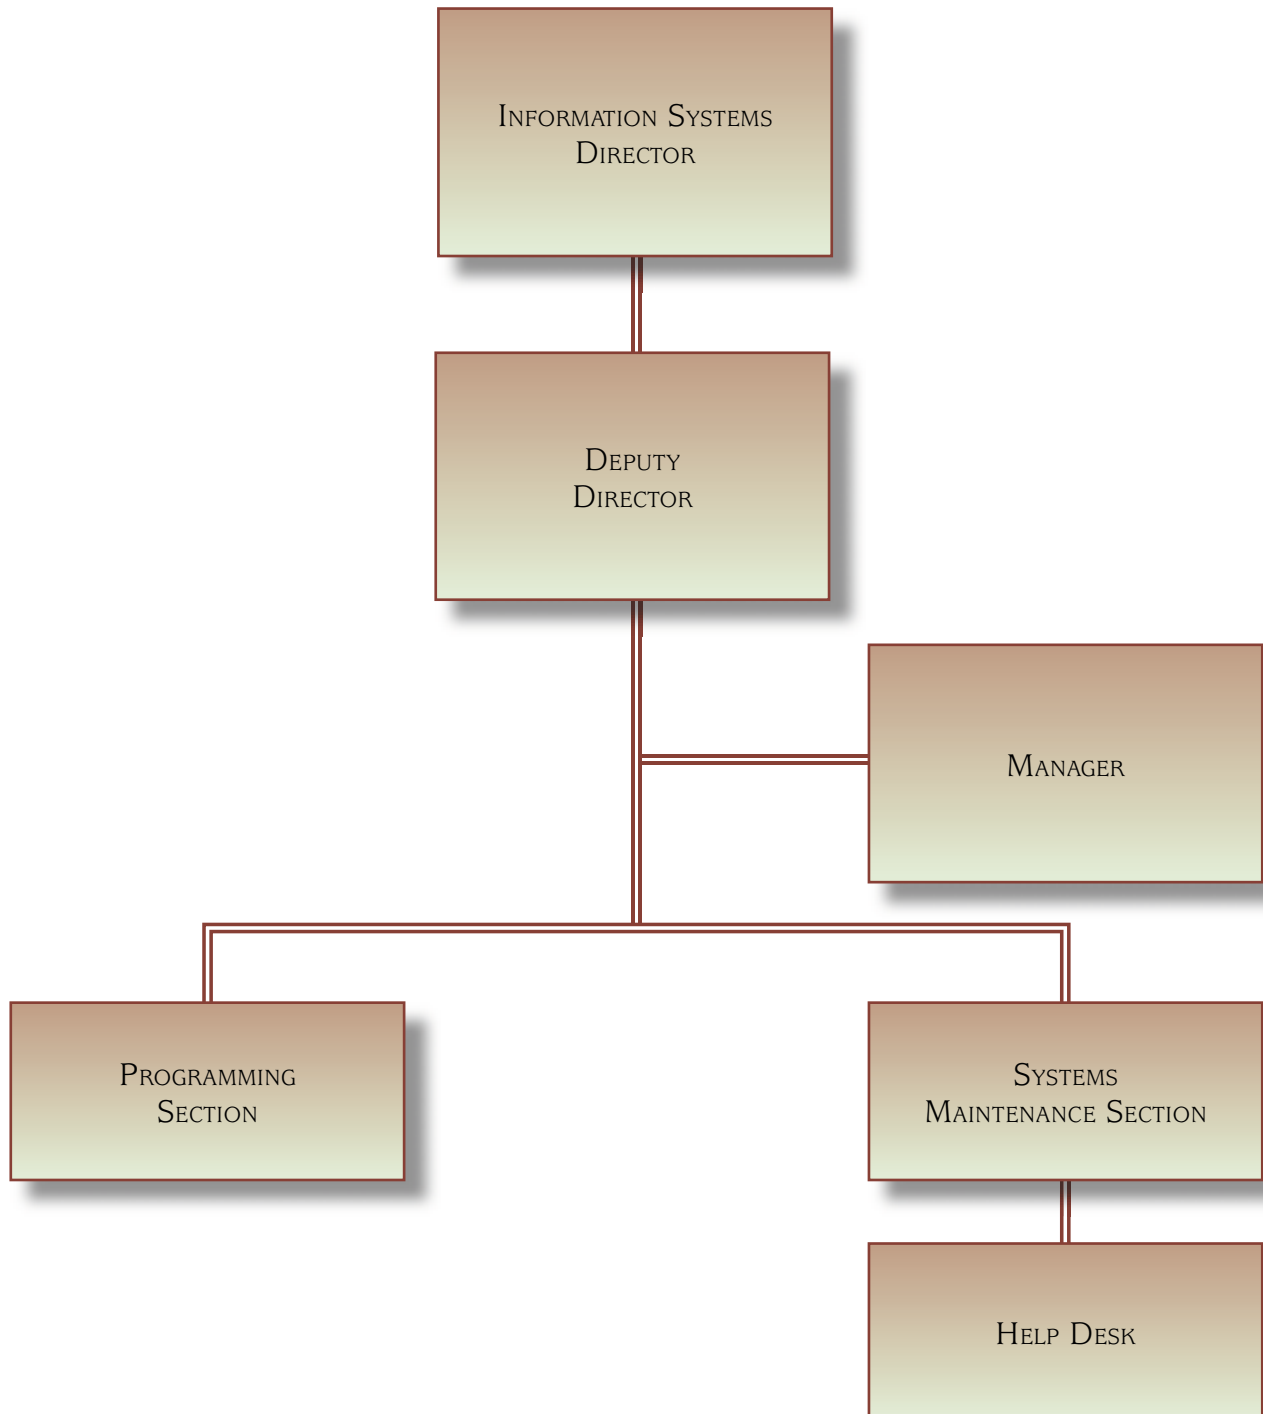 Information Systems
Director
Deputy
Director
Manager
Programming
Section
Systems
Maintenance Section
Help Desk